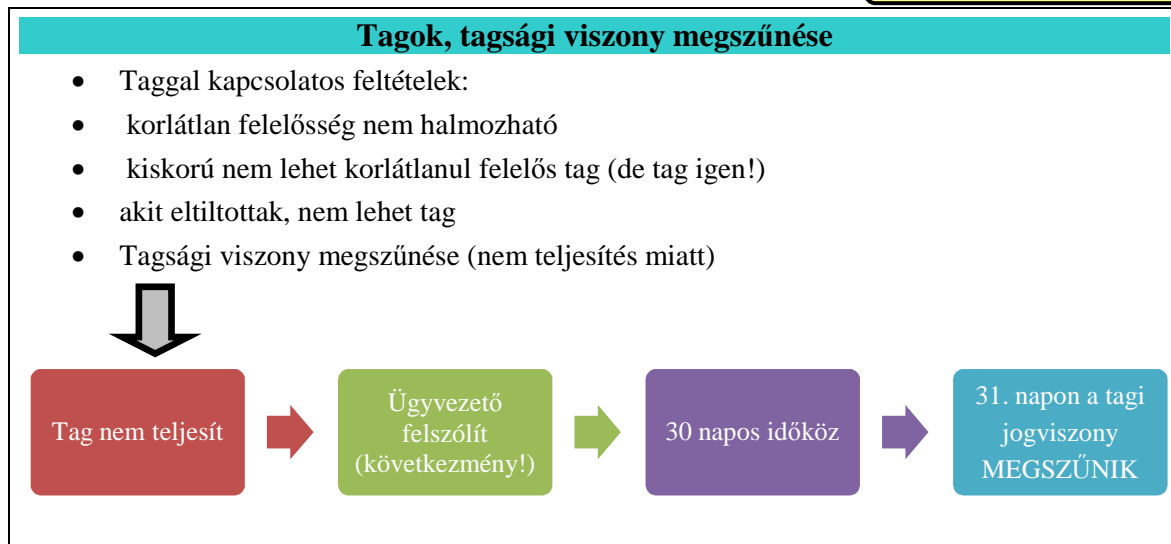 Tagok, tagsági viszony megszűnése
• Taggal kapcsolatos feltételek:
• korlátlan felelősség nem halmozható
• kiskorú nem lehet korlátlanul felelős tag (de tag igen!)
• akit eltiltottak, nem lehet tag
• Tagsági viszony megszűnése (nem teljesítés miatt)
Tag nem teljesít
Ügyvezető
felszólít
(következmény!)
30 napos időköz
31. napon a tagi
jogviszony
MEGSZŰNIK